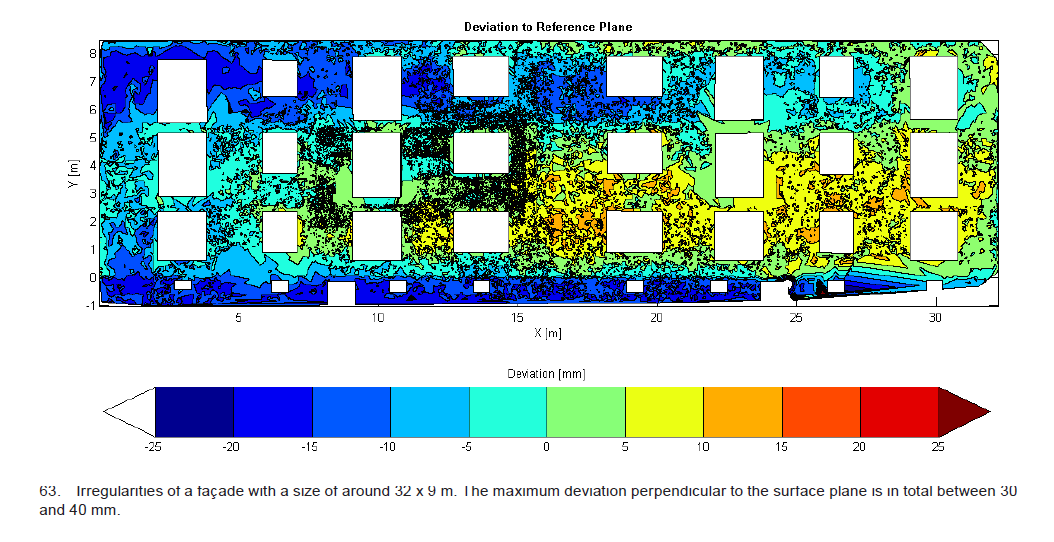 Deviation to Reference Plane
8
7
6
5
4
3
2
1
0
-1
Y [m]
5 10 15 20 25 30
X [m]
Deviation [mm]
-25 -20 -15 -10 -5 0 5 10 15 20 25
63. Irregularities of a façade with a size of around 32 x 9 m. The maximum deviation perpendicular to the surface plane is in total between 30
and 40 mm.